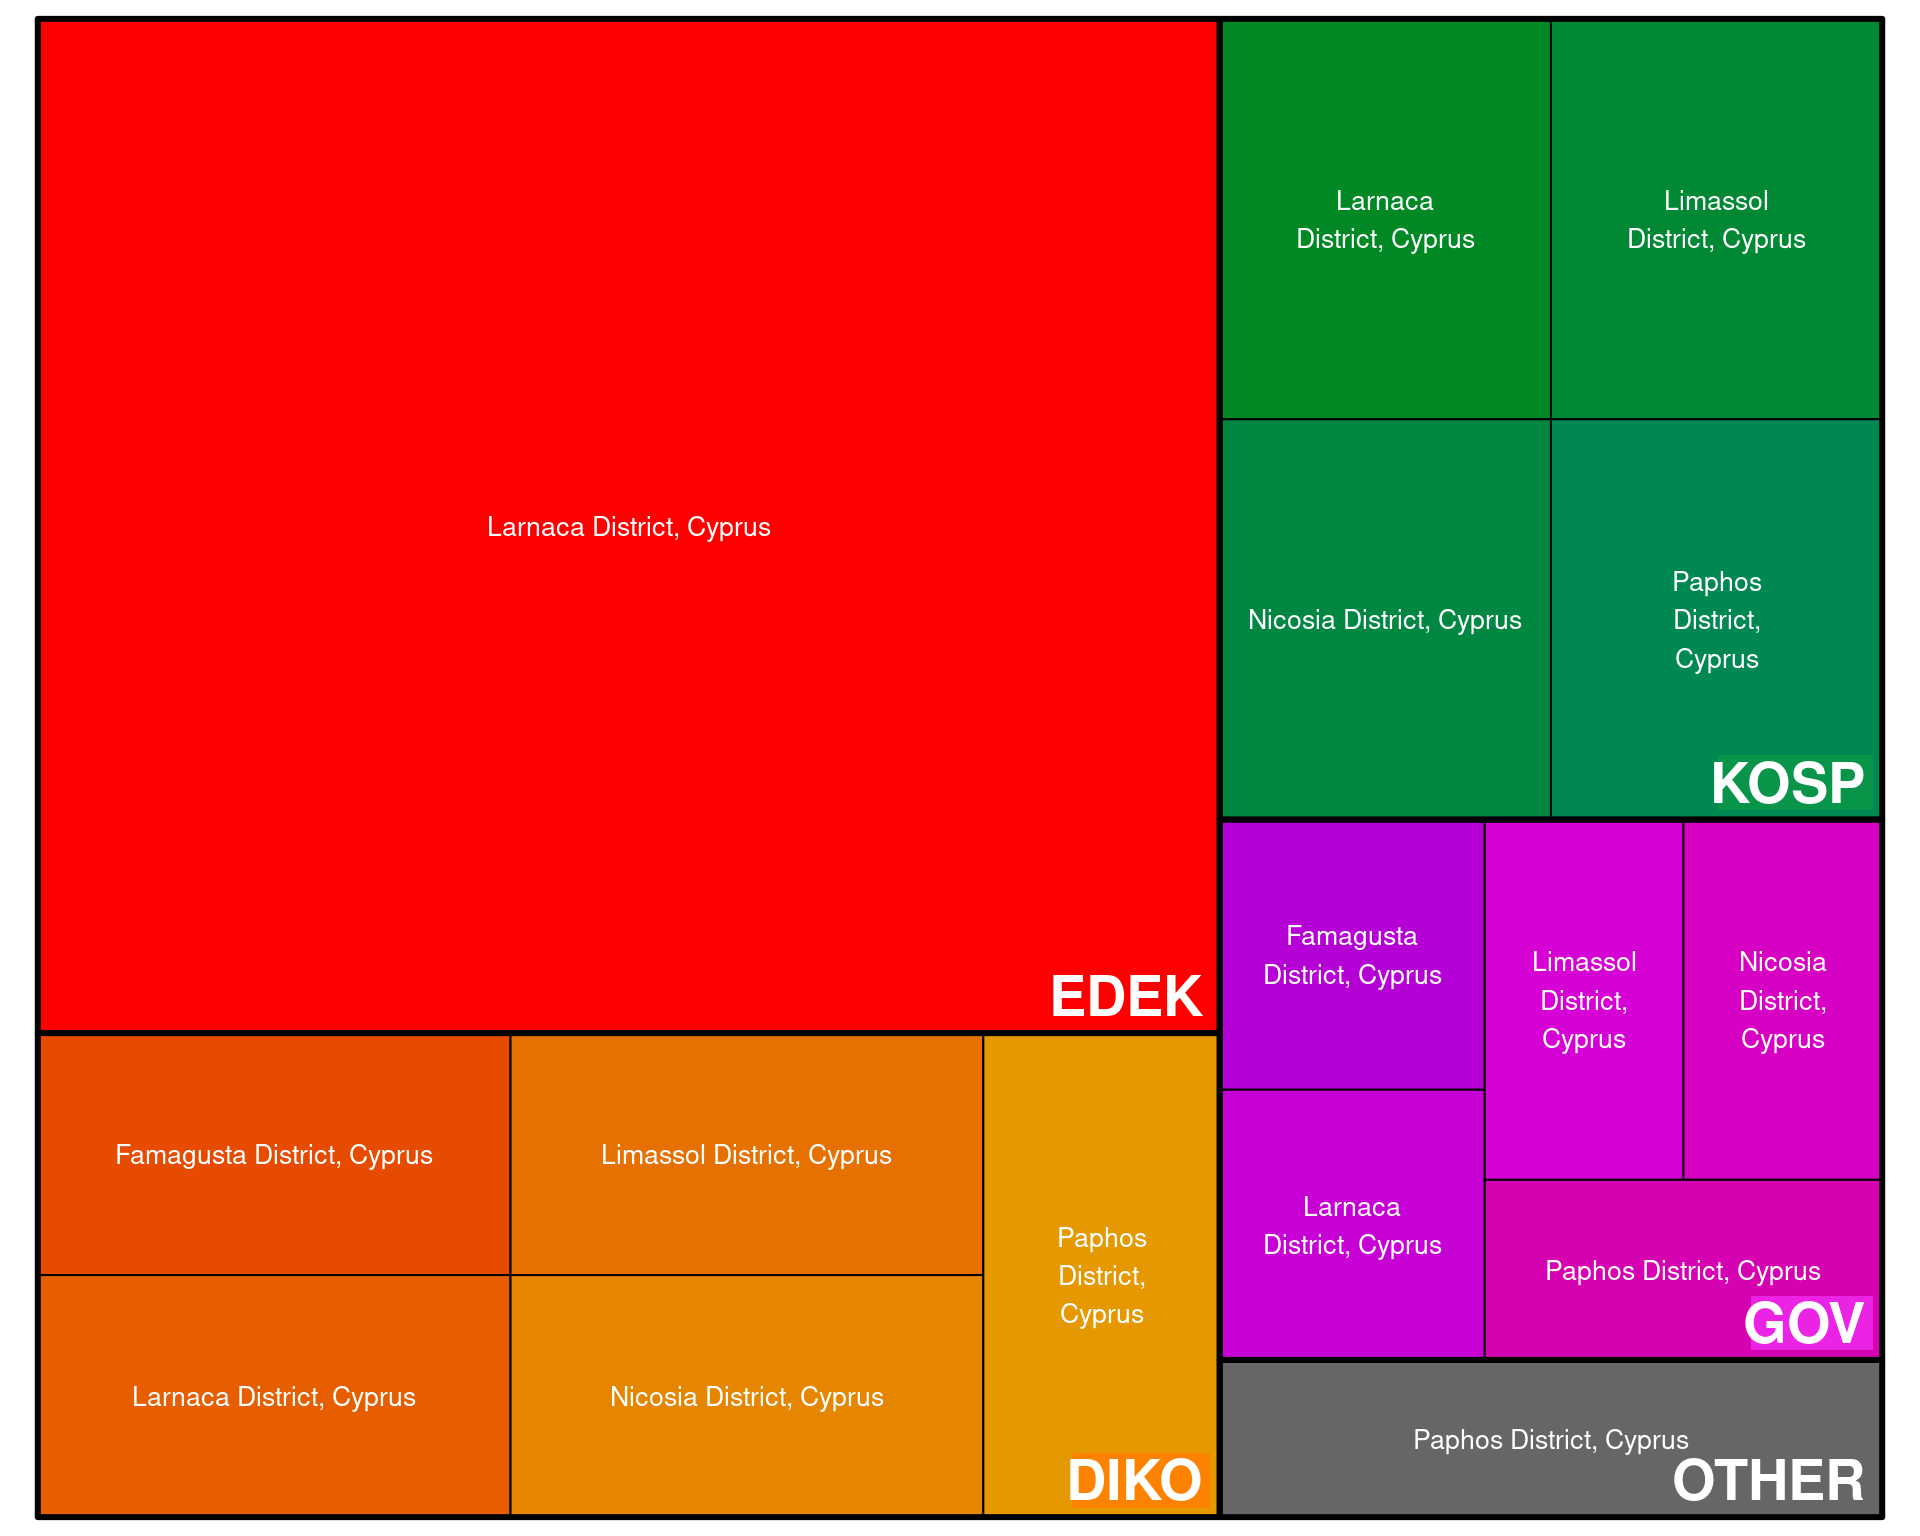 Larnaca District, Cyprus
EDEK
Famagusta District, Cyprus
Limassol District, Cyprus
Paphos
District,
Cyprus
Larnaca District, Cyprus
Nicosia District, Cyprus
DIKO
Larnaca
District, Cyprus
Limassol
District, Cyprus
Nicosia District, Cyprus
Paphos
District,
Cyprus
KOSP
Famagusta
District, Cyprus
Limassol
District,
Cyprus
Nicosia
District,
Cyprus
Larnaca
District, Cyprus
Paphos District, Cyprus
GOV
Paphos District, Cyprus
OTHER